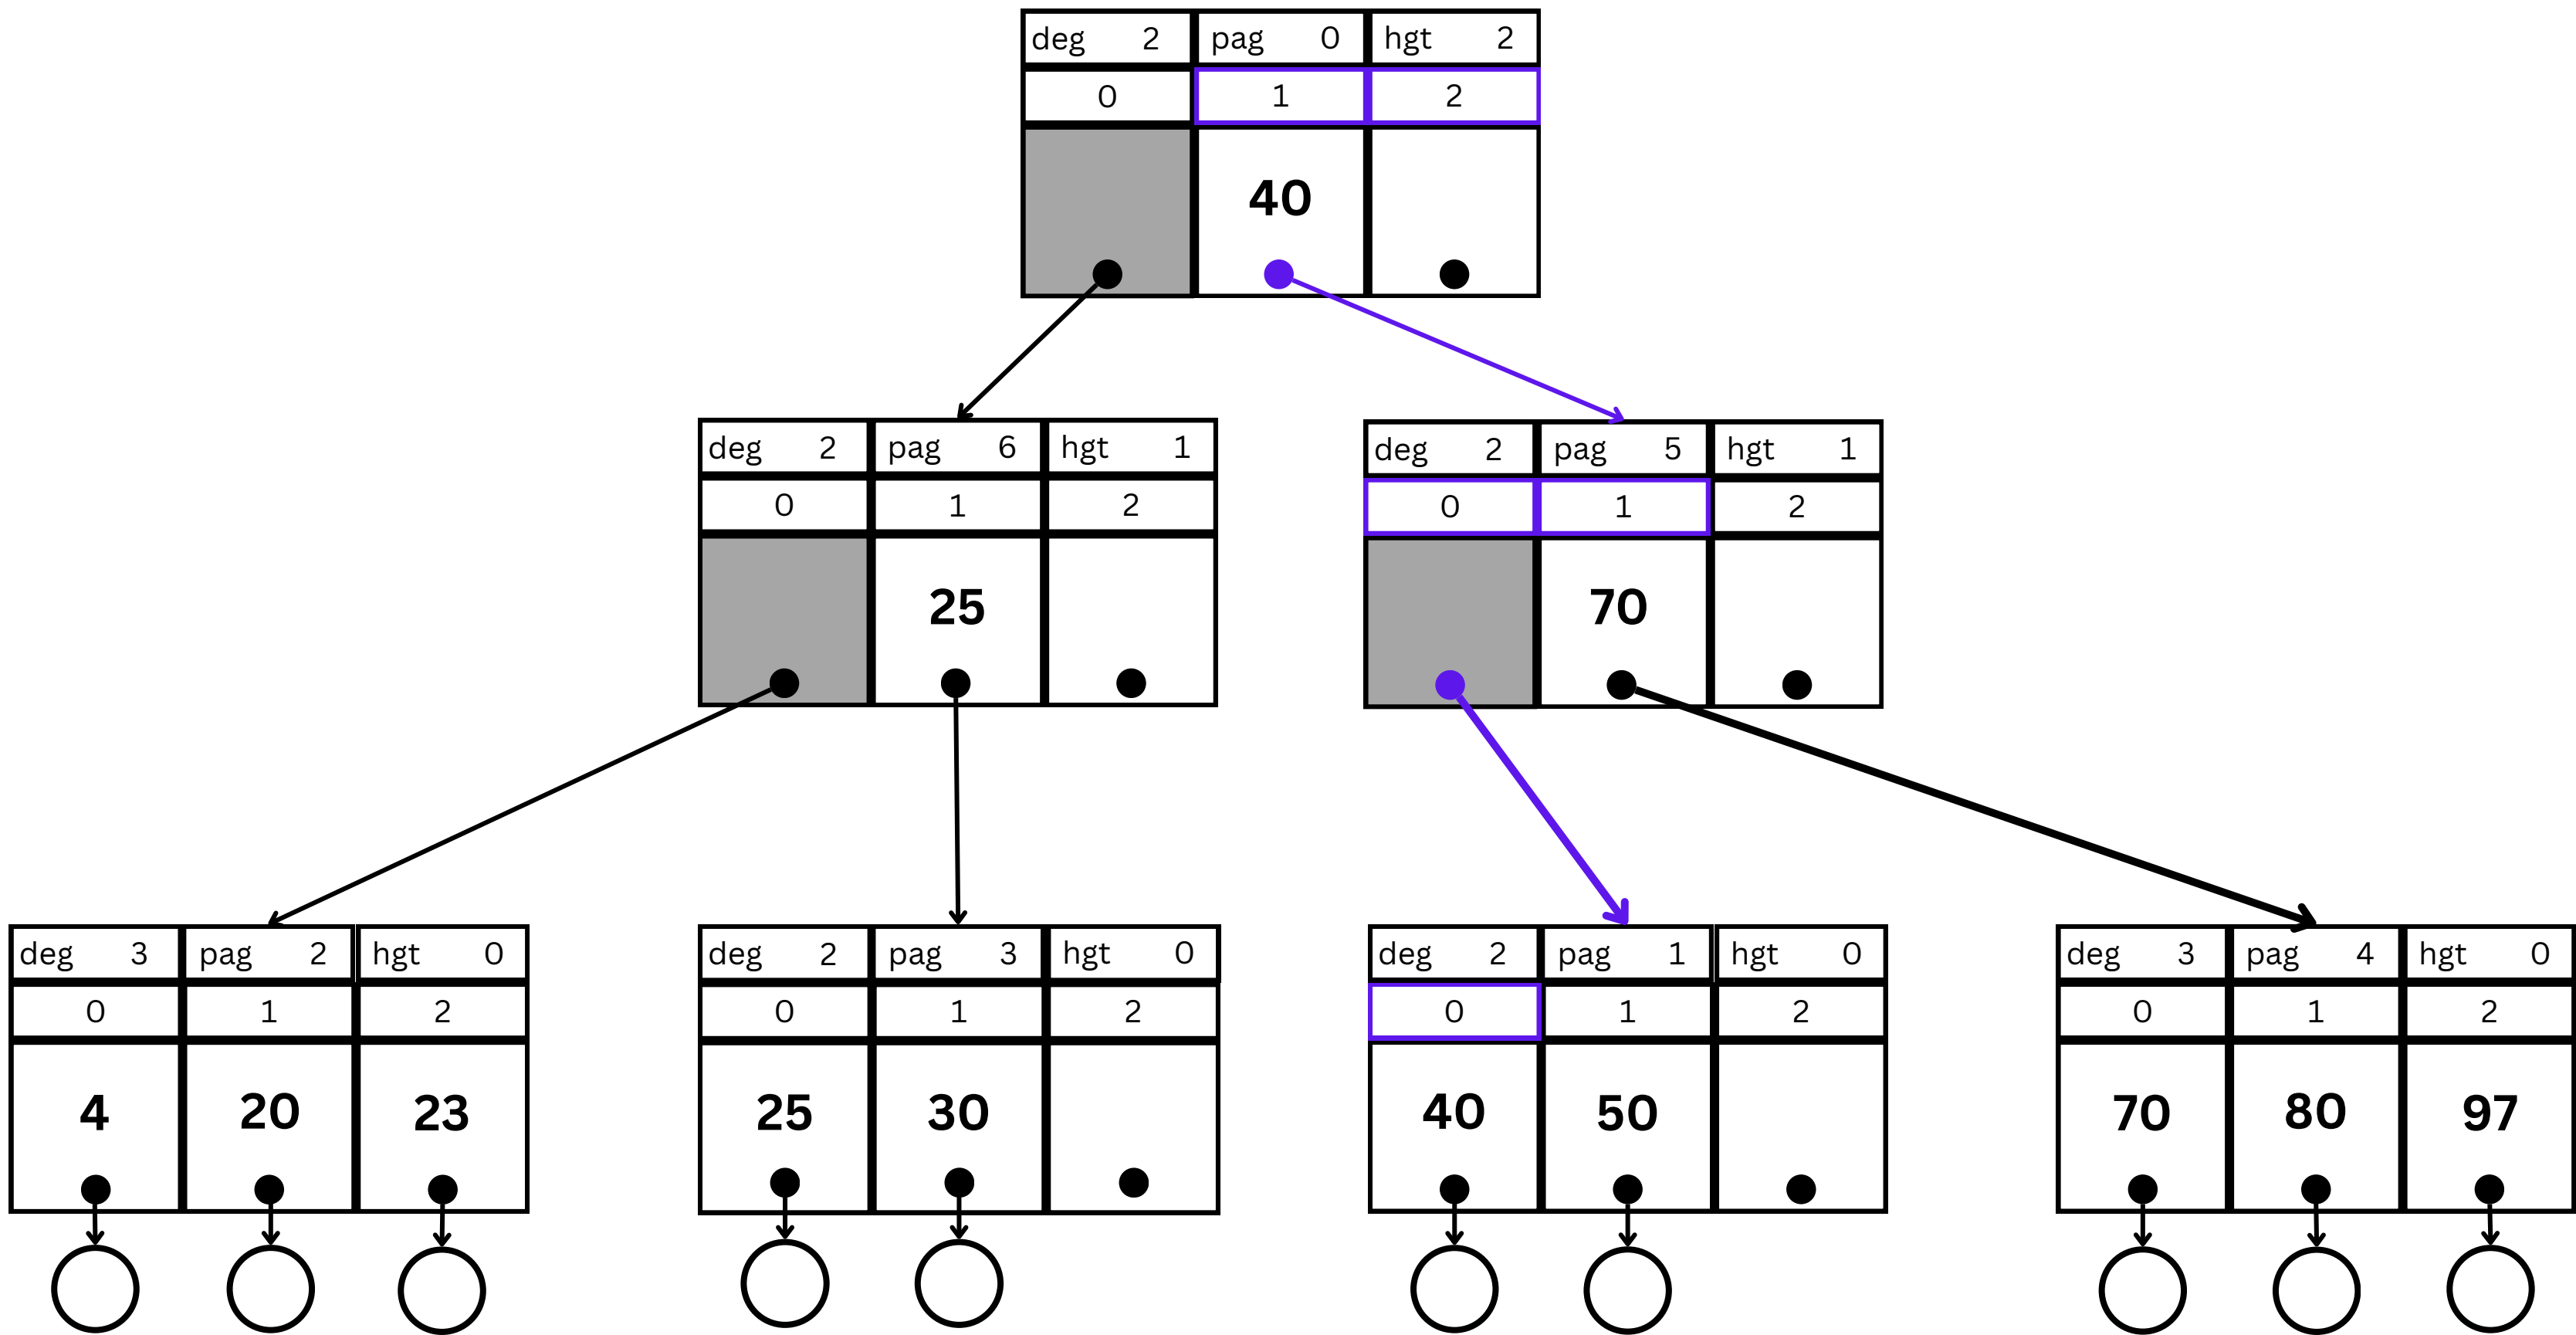 deg 2 pag 0 hgt 2
0 1 2
40
deg 2 pag 6 hgt 1
0 1 2
25
deg 2 pag 5 hgt 1
0 1 2
70
deg 3 pag 2 hgt 0
0 1 2
4 20 23
deg 2 pag 3 hgt 0
0 1 2
25 30
deg 2 pag 1 hgt 0
0 1 2
40 50
deg 3 pag 4 hgt 0
0 1 2
70 80 97